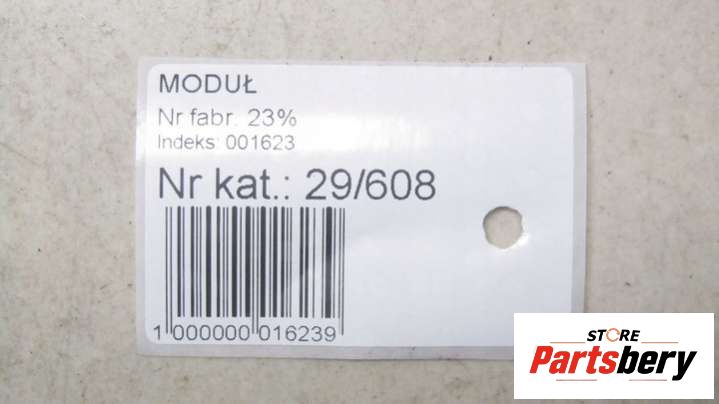 MODUŁ
Nr fabr. 23%
Indeks: 001623
Nr kat.: 29/608
1 000000 016239
STORE
Partsbery